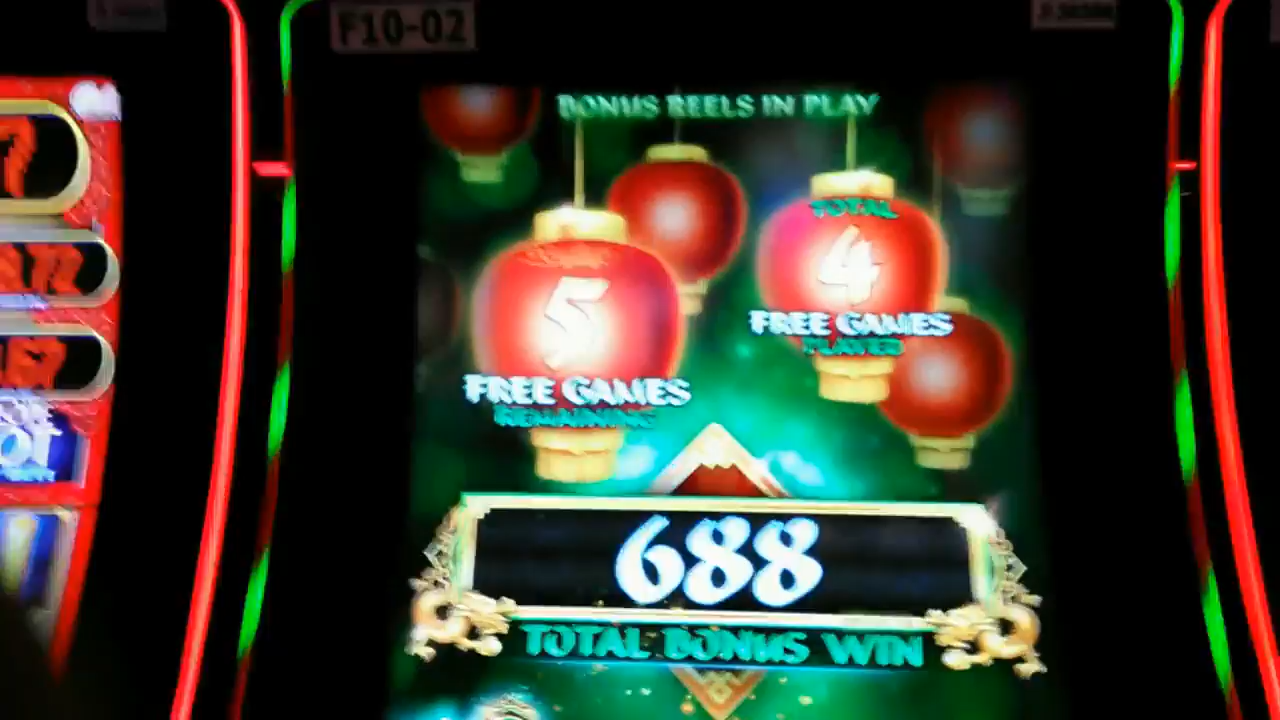 F10-02
BONUS REELS IN PLAY
TOTAL
4
FREE GAMES
PLAYED
5
FREE GAMES
REMAINING
688
TOTAL BONUS WIN